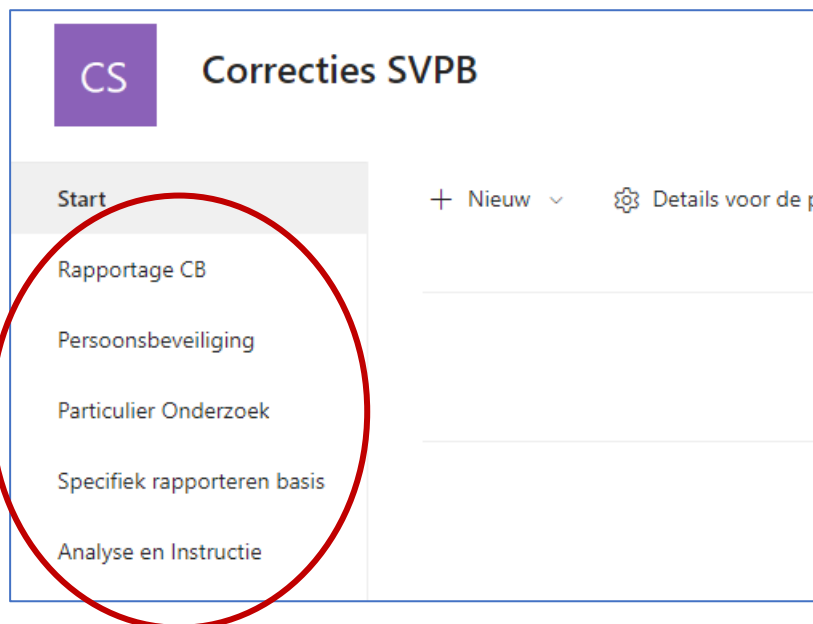 CS
Correcties SVPB
Start
Nieuw
Details voor de
Rapportage CB
Persoonsbeveiliging
Particulier Onderzoek
Specifiek rapporteren basis
Analyse en Instructie